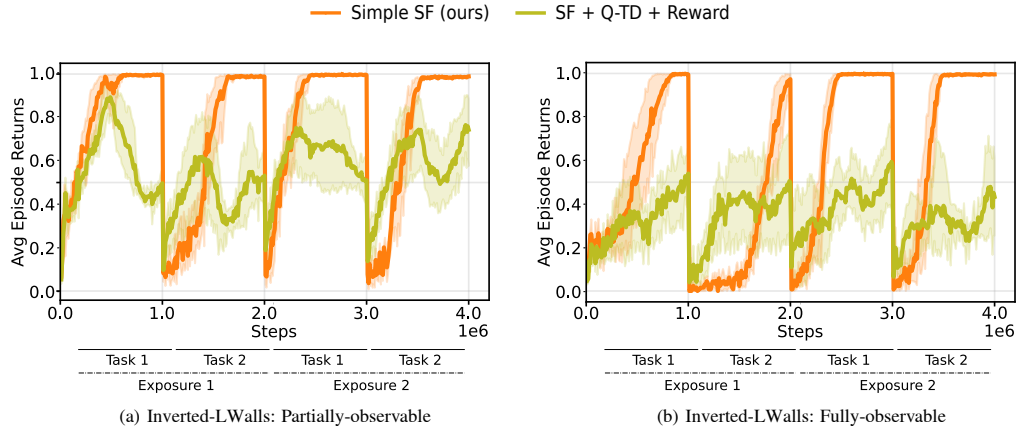 Simple SF (ours) SF + Q-TD + Reward
Avg Episode Returns
1.0
0.8
0.6
0.4
0.2
0.0
0.0 1.0 2.0 3.0 4.0
Steps 1e6
Task 1 Task 2 Task 1 Task 2
Exposure 1 Exposure 2
(a) Inverted-LWalls: Partially-observable
Avg Episode Returns
1.0
0.8
0.6
0.4
0.2
0.0
0.0 1.0 2.0 3.0 4.0
Steps 1e6
Task 1 Task 2 Task 1 Task 2
Exposure 1 Exposure 2
(b) Inverted-LWalls: Fully-observable